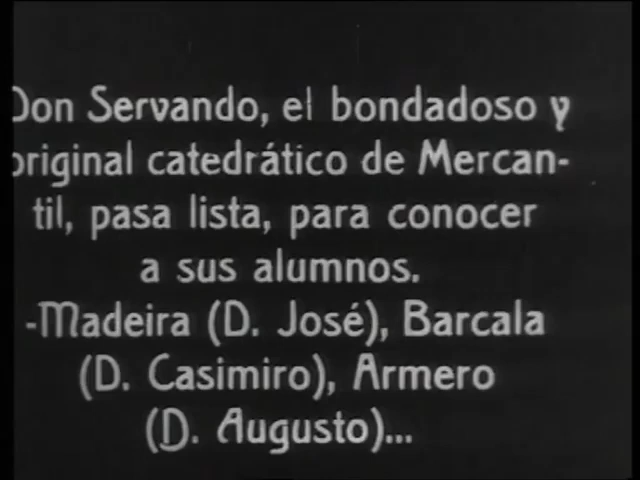 Don Servando, el bondadoso y
original catedrático de Mercan-
til, pasa lista, para conocer
a sus alumnos.
-Madeira (D. José), Barcala
(D. Casimiro), Armero
(D. Augusto)...